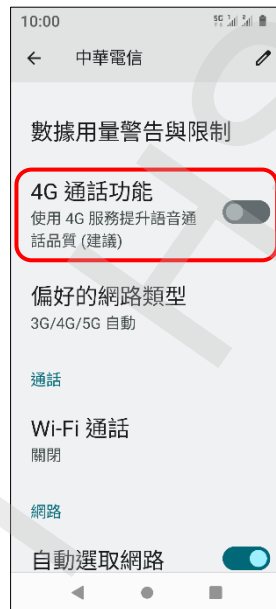 10:00
5G 1 2
中華電信
數據用量警告與限制
4G 通話功能
使用 4G 服務提升語音通
話品質 (建議)
偏好的網路類型
3G/4G/5G 自動
通話
Wi-Fi 通話
關閉
網路
自動選取網路